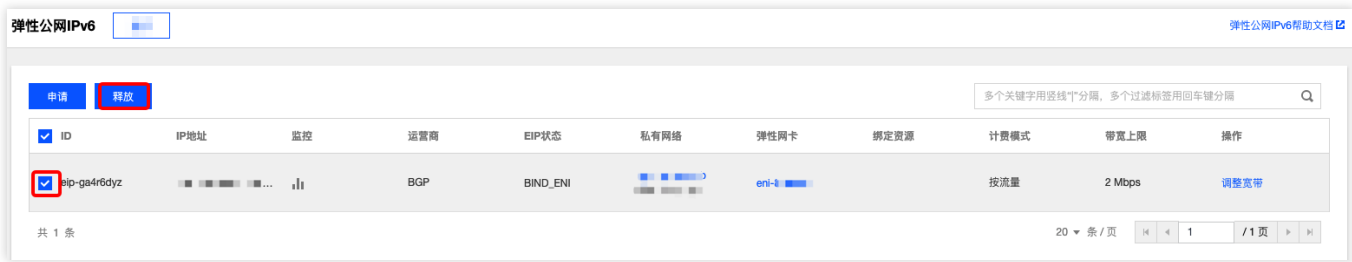 弹性公网IPv6
弹性公网IPv6帮助文档
申请 释放 多个关键字用竖线"|"分隔，多个过滤标签用回车键分隔
ID IP地址 监控 运营商 EIP状态 私有网络 弹性网卡 绑定资源 计费模式 带宽上限 操作
eip-ga4r6dyz ... BGP BIND_ENI eni- 按流量 2 Mbps 调整宽带
共 1 条 20 条/页 1 /1页